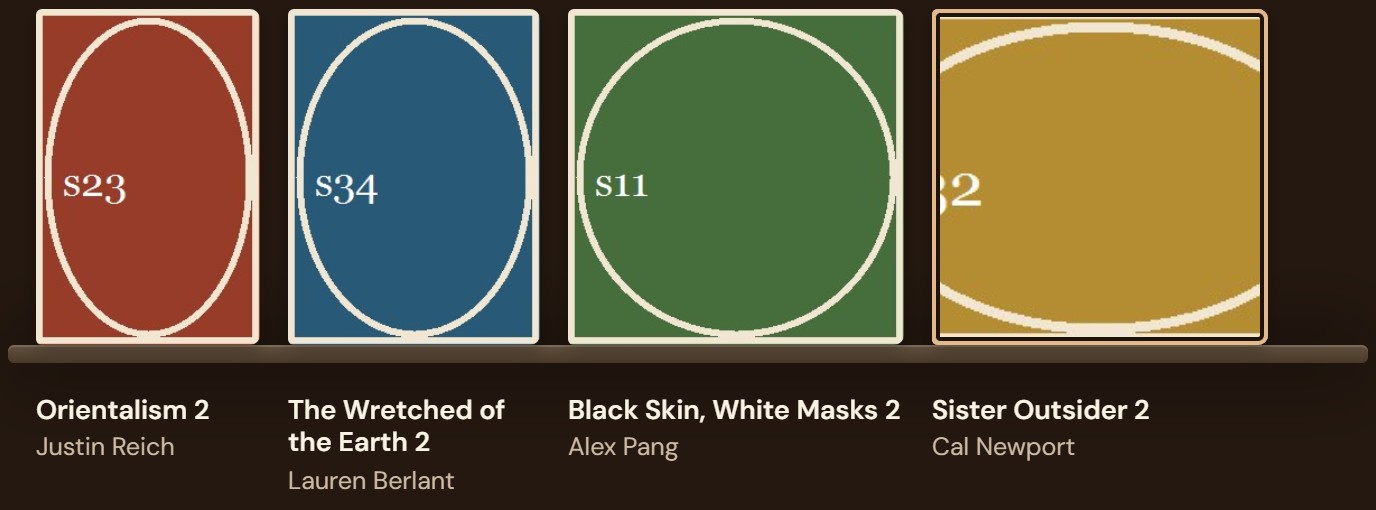 s23
s34
s11
32
Orientalism 2
Justin Reich
The Wretched of
the Earth 2
Lauren Berlant
Black Skin, White Masks 2
Alex Pang
Sister Outsider 2
Cal Newport